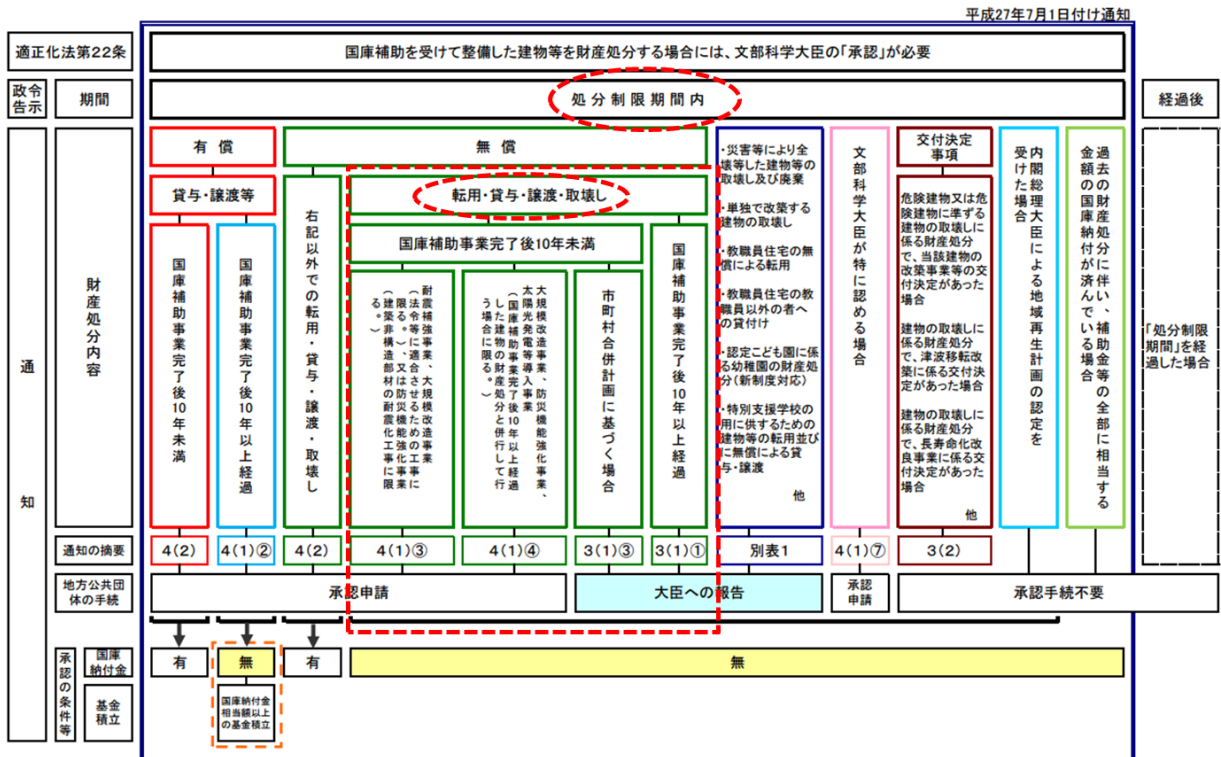 平成27年7月1日付け通知
適正化法第22条
国庫補助を受けて整備した建物等を財産処分する場合には、文部科学大臣の「承認」が必要
政令
告示
期間
処分制限期間内
経過後
通知
財産処分内容
有償
貸与・譲渡等
国庫補助事業完了後10年未満
国庫補助事業完了後10年以上経過
無償
右記以外での転用・貸与・譲渡・取壊し
転用・貸与・譲渡・取壊し
国庫補助事業完了後10年未満
耐震補強事業、大規模改造事業
(法令等に適合させるための工事に
限る。)、又は防災機能強化事業
(建築非構造部材の耐震化工事に限
る。)
大規模改造事業、防災機能強化事業、
太陽光発電等導入事業
(国庫補助事業完了後10年以上経過
した建物の財産処分と併行して行
う場合に限る。)
市町村合併計画に基づく場合
国庫補助事業完了後10年以上経過
・災害等により全
壊等した建物等の
取壊し及び廃棄
・単独で改築する
建物の取壊し
・教職員住宅の無
償による転用
・教職員住宅の教
職員以外の者へ
の貸付け
・認定こども園に係
る幼稚園の財産処
分(新制度対応)
・特別支援学校の
用に供するための
建物等の転用並び
に無償による貸
与・譲渡
他
文部科学大臣が特に認める場合
交付決定
事項
危険建物又は危
険建物に準ずる
建物の取壊しに
係る財産処分
で、当該建物の
改築事業等の交
付決定があった
場合
建物の取壊しに
係る財産処分
で、津波移転改
築に係る交付決
定があった場合
建物の取壊しに
係る財産処分
で、長寿命化改
良事業に係る交
付決定があった
場合
他
内閣総理大臣による地域再生計画の認定を
受けた場合
過去の財産処分に伴い、補助金等の全部に相当する
金額の国庫納付が済んでいる場合
「処分制限
期間」を経
過した場合
通知の摘要
4(2)
4(1)②
4(2)
4(1)③
4(1)④
3(1)③
3(1)①
別表1
4(1)⑦
3(2)
地方公共団
体の手続
承認申請
大臣への報告
承認
申請
承認手続不要
承認の条件等
国庫
納付金
有
無
有
無
基金
積立
国庫納付金
相当額以上
の基金積立